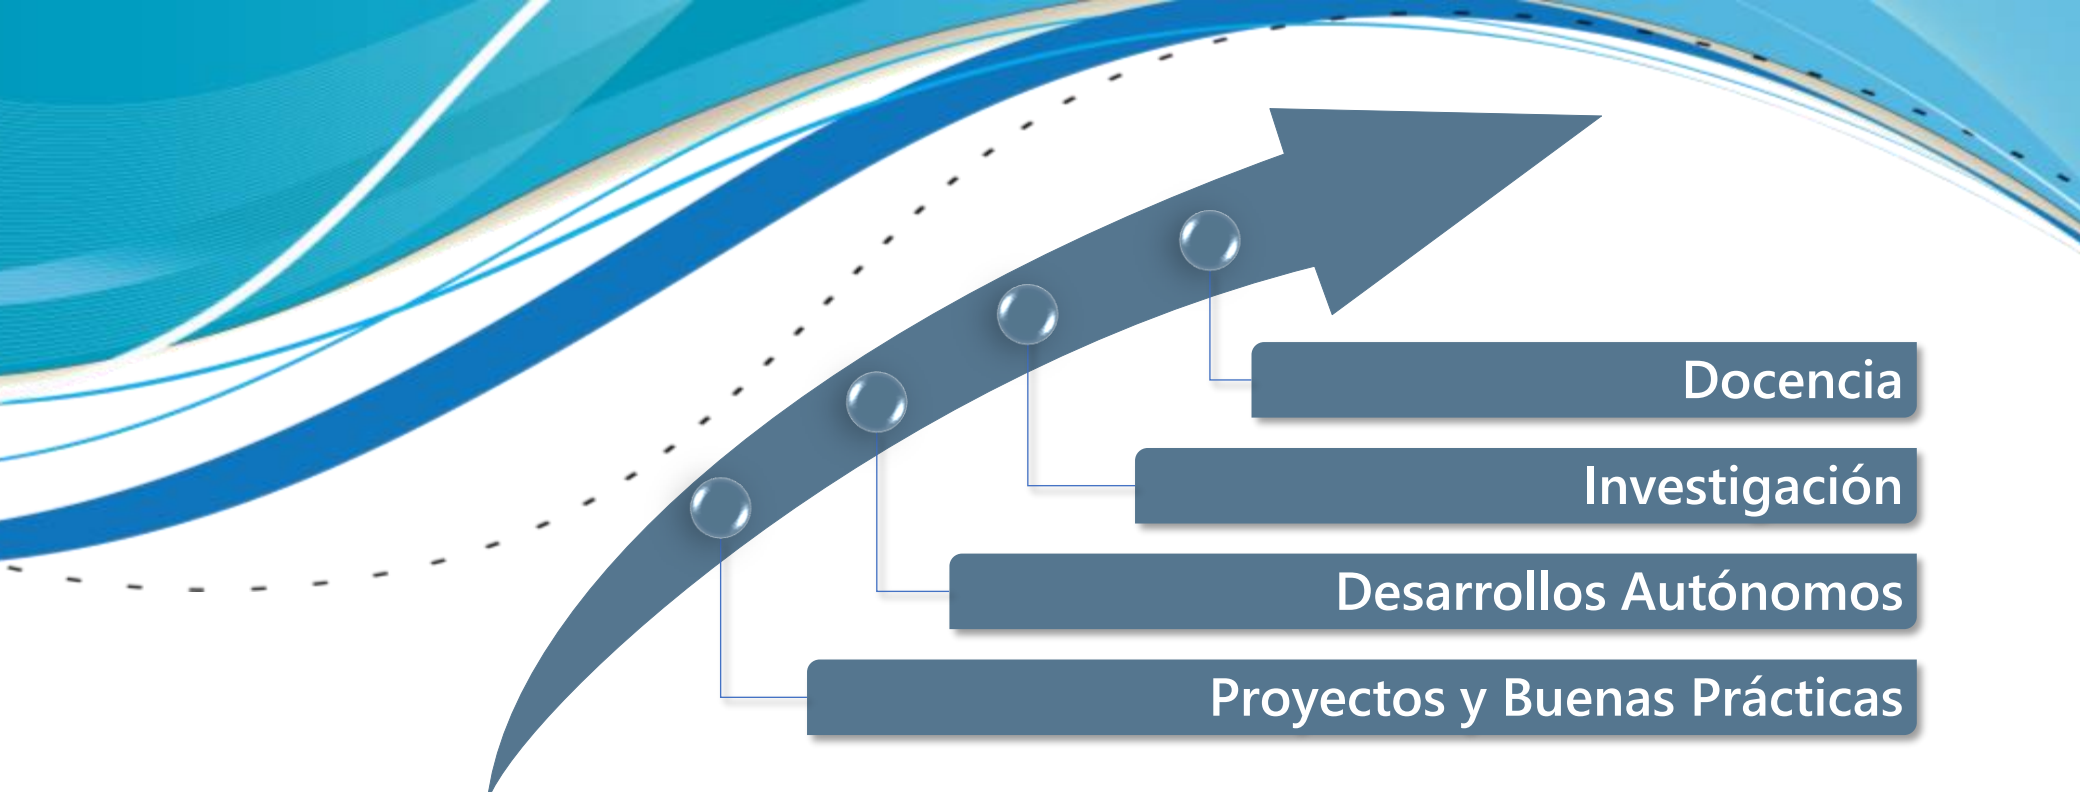 Docencia
Investigación
Desarrollos Autónomos
Proyectos y Buenas Prácticas